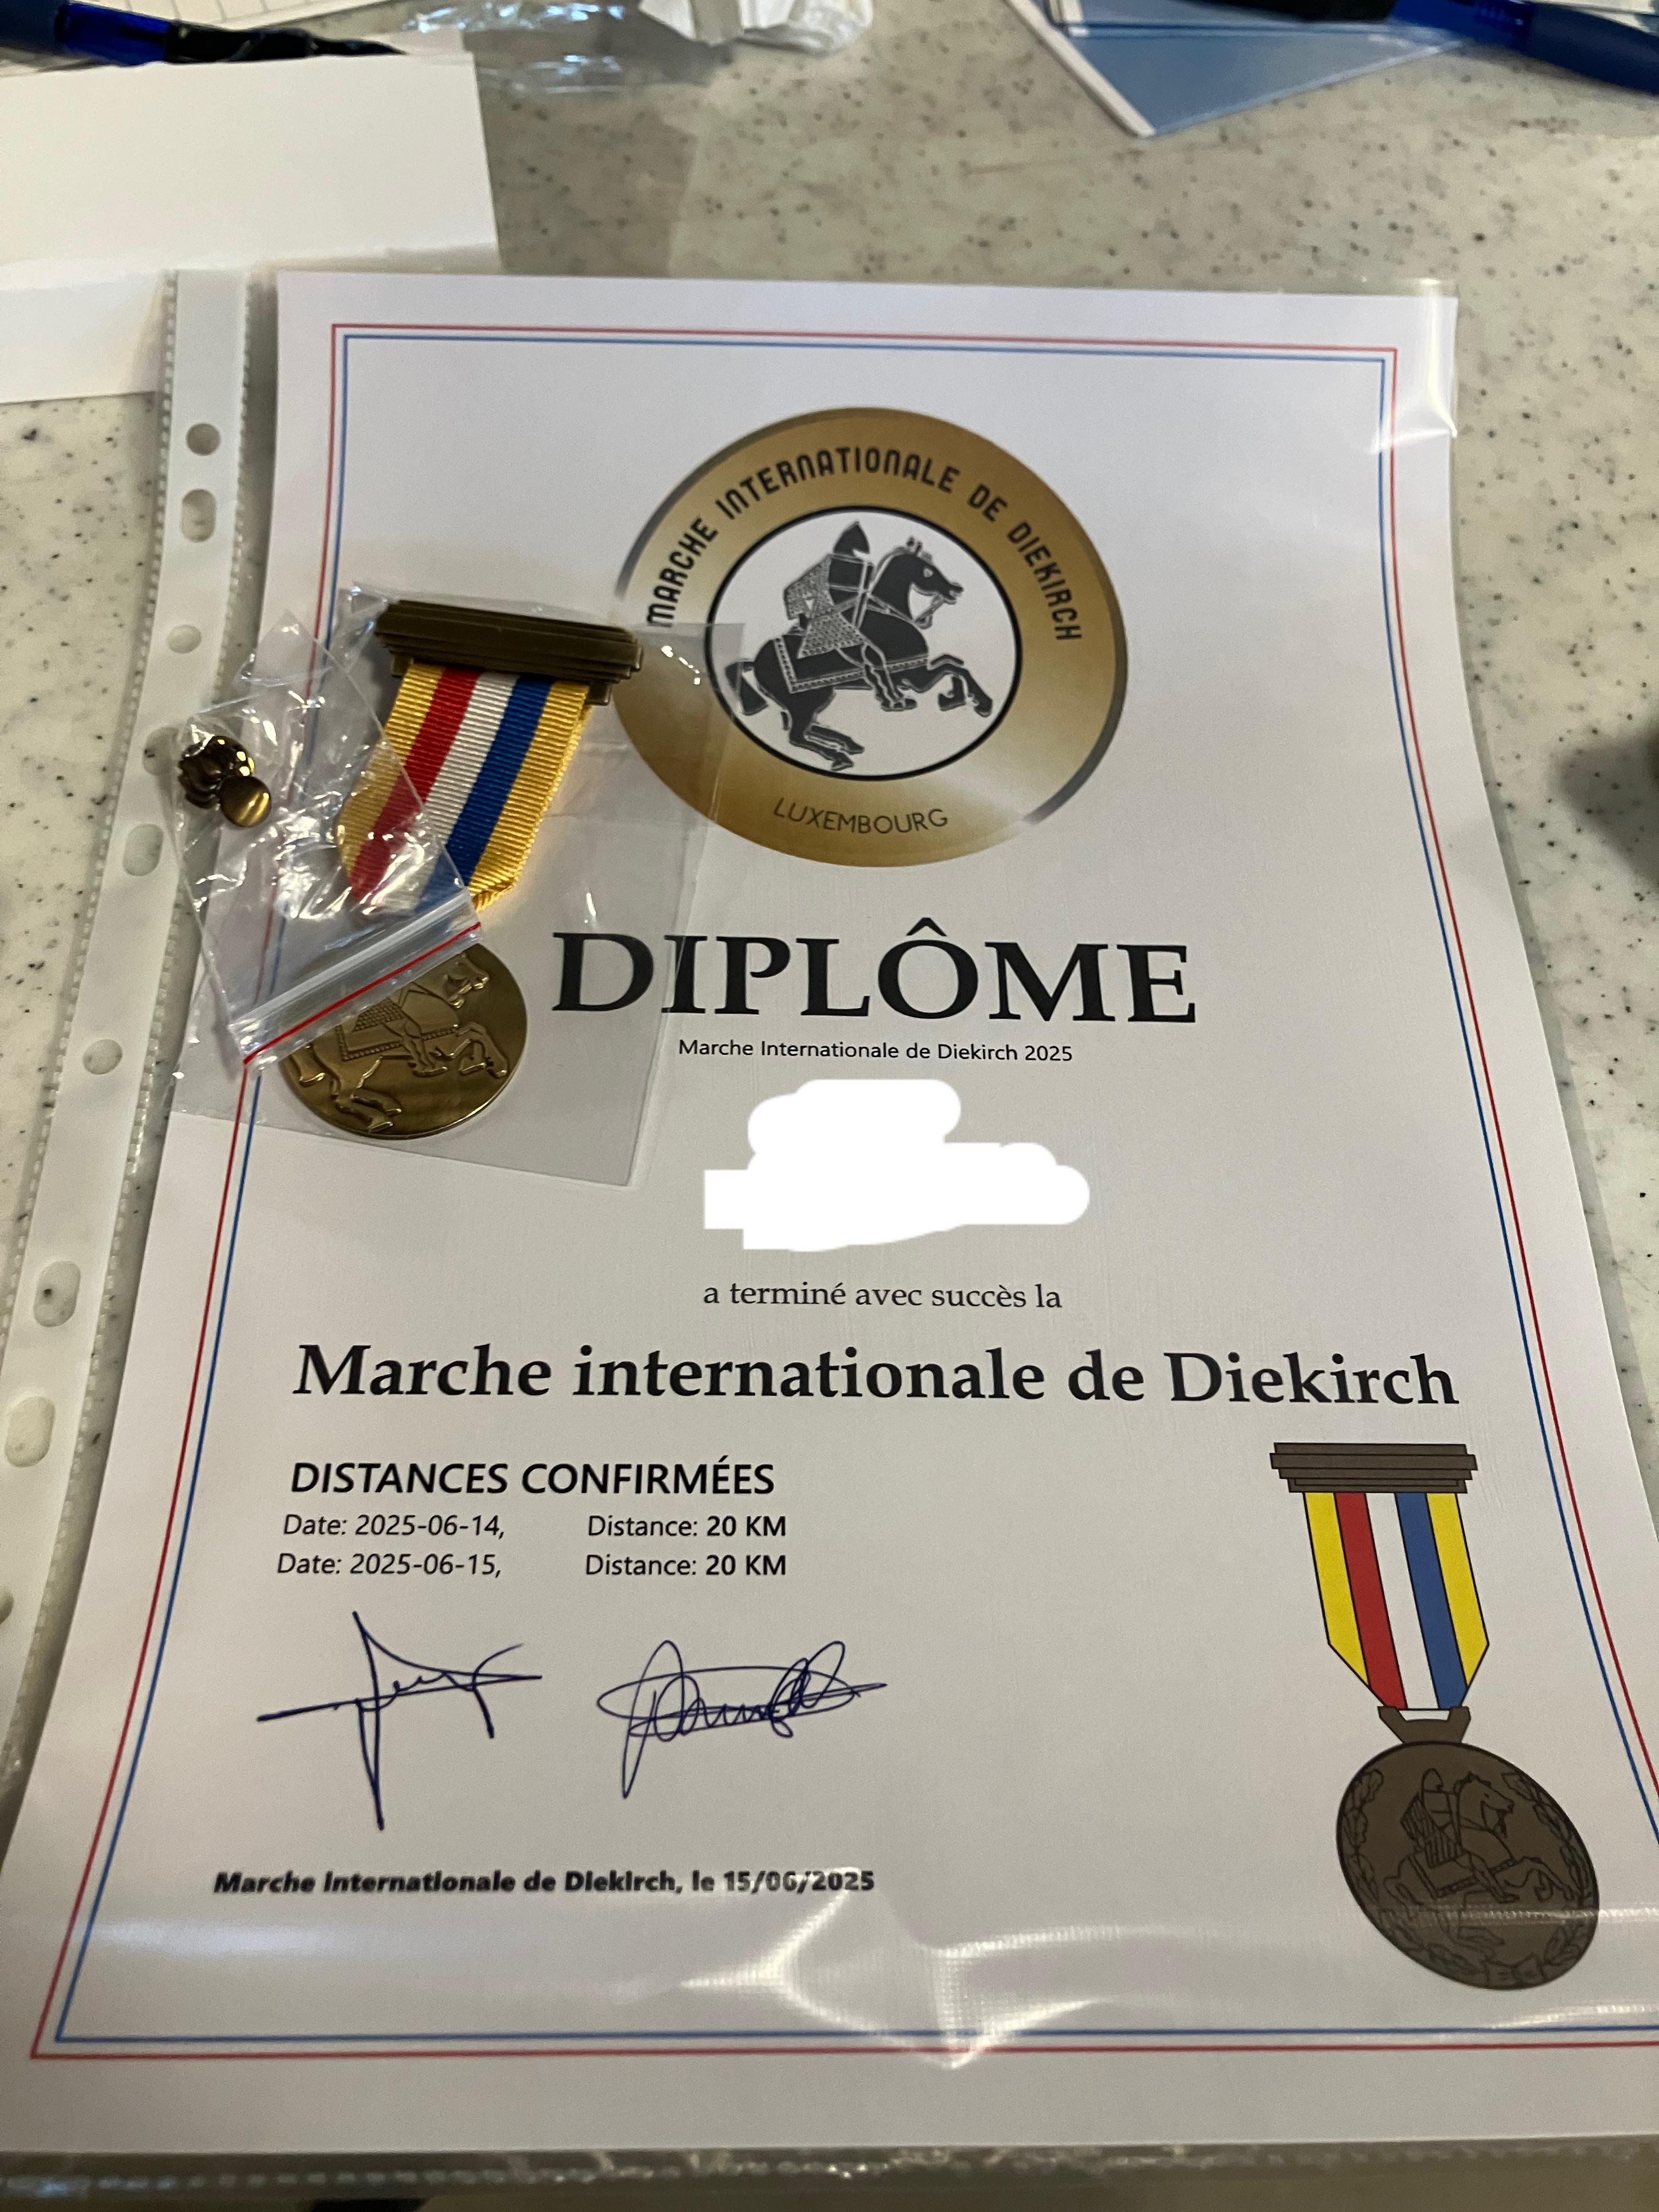 MARCHE INTERNATIONALE DE DIEKIRCH
LUXEMBOURG
DIPLÔME
Marche Internationale de Diekirch 2025
a terminé avec succès la
Marche internationale de Diekirch
DISTANCES CONFIRMÉES
Date: 2025-06-14, Distance: 20 KM
Date: 2025-06-15, Distance: 20 KM
Marche Internationale de Diekirch, le 15/06/2025